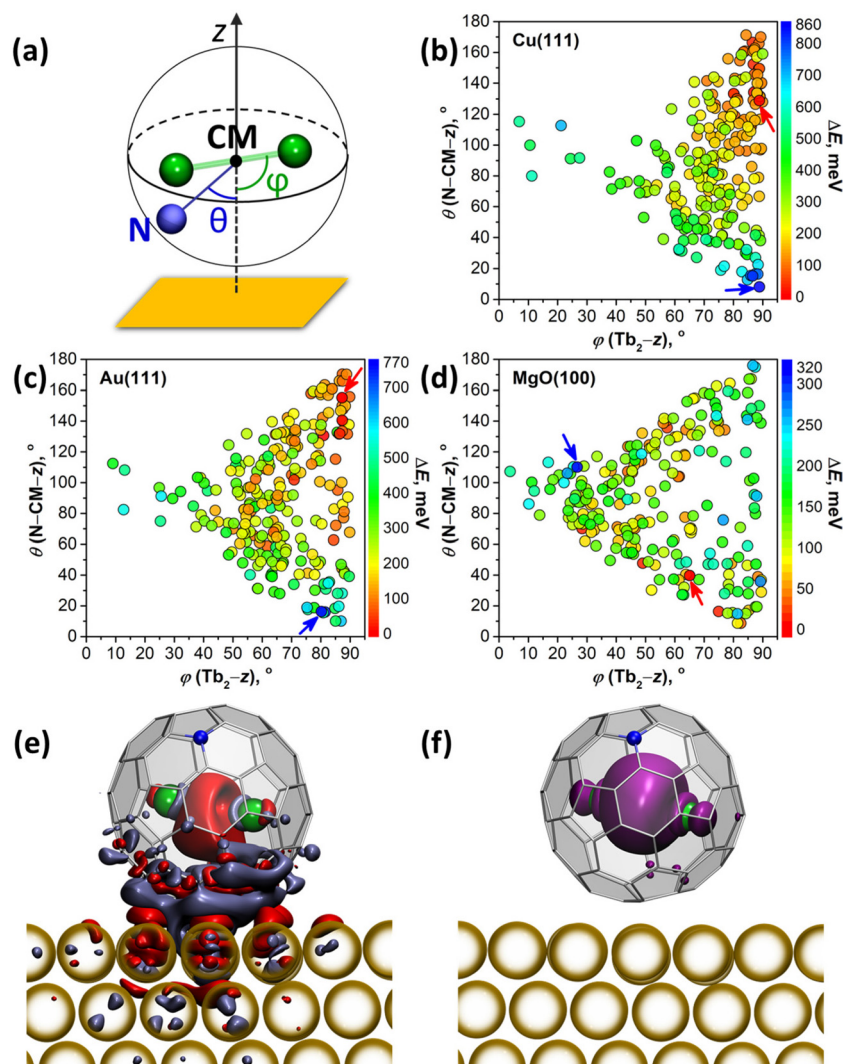 (a)
z
CM
φ
θ
N
(b)
Cu(111)
180
160
140
120
100
80
60
40
20
0
θ (N–CM–z), °
0 10 20 30 40 50 60 70 80 90
φ (Tb₂–z), °
860
800
700
600
500
400
300
200
100
0
ΔE, meV
(c)
Au(111)
180
160
140
120
100
80
60
40
20
0
θ (N–CM–z), °
0 10 20 30 40 50 60 70 80 90
φ (Tb₂–z), °
770
700
600
500
400
300
200
100
0
ΔE, meV
(d)
MgO(100)
180
160
140
120
100
80
60
40
20
0
θ (N–CM–z), °
0 10 20 30 40 50 60 70 80 90
φ (Tb₂–z), °
320
300
250
200
150
100
50
0
ΔE, meV
(e)
(f)